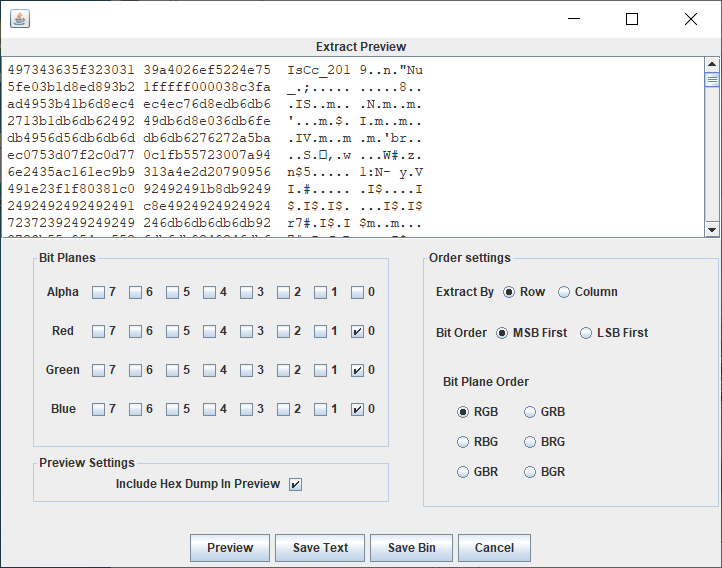 Extract Preview
497343635f323031 39a4026ef5224e75 IsCc_201 9..n."Nu
5fe03b1d8ed893b2 1fffff000038c3fa _.;..... .....8..
ad4953b41b6d8ec4 ec4ec76d8edb6db6 .IS..m.. .N.m..m.
2713b1db6db62492 49db6d8e036db6fe '...m.$. I.m..m..
db4956d56db6db6d db6db6276272a5ba .IV.m..m .m.'br..
ec0753d07f2c0d77 0c1fb55723007a94 ..S.□,.w ...W#.z.
6e2435ac161ec9b9 313a4e2d20790956 n$5..... 1:N- y.V
491e23f1f80381c0 92492491b8db9249 I.#..... .I$....I
2492492492492491 c8e4924924924924 $.I$.I$. ...I$.I$
7237239249249249 246db6db6db6db92 r7#.I$.I $m..m...
Bit Planes
Alpha 7 6 5 4 3 2 1 0
Red 7 6 5 4 3 2 1 0
Green 7 6 5 4 3 2 1 0
Blue 7 6 5 4 3 2 1 0
Preview Settings
Include Hex Dump In Preview
Order settings
Extract By Row Column
Bit Order MSB First LSB First
Bit Plane Order
RGB GRB
RBG BRG
GBR BGR
Preview Save Text Save Bin Cancel